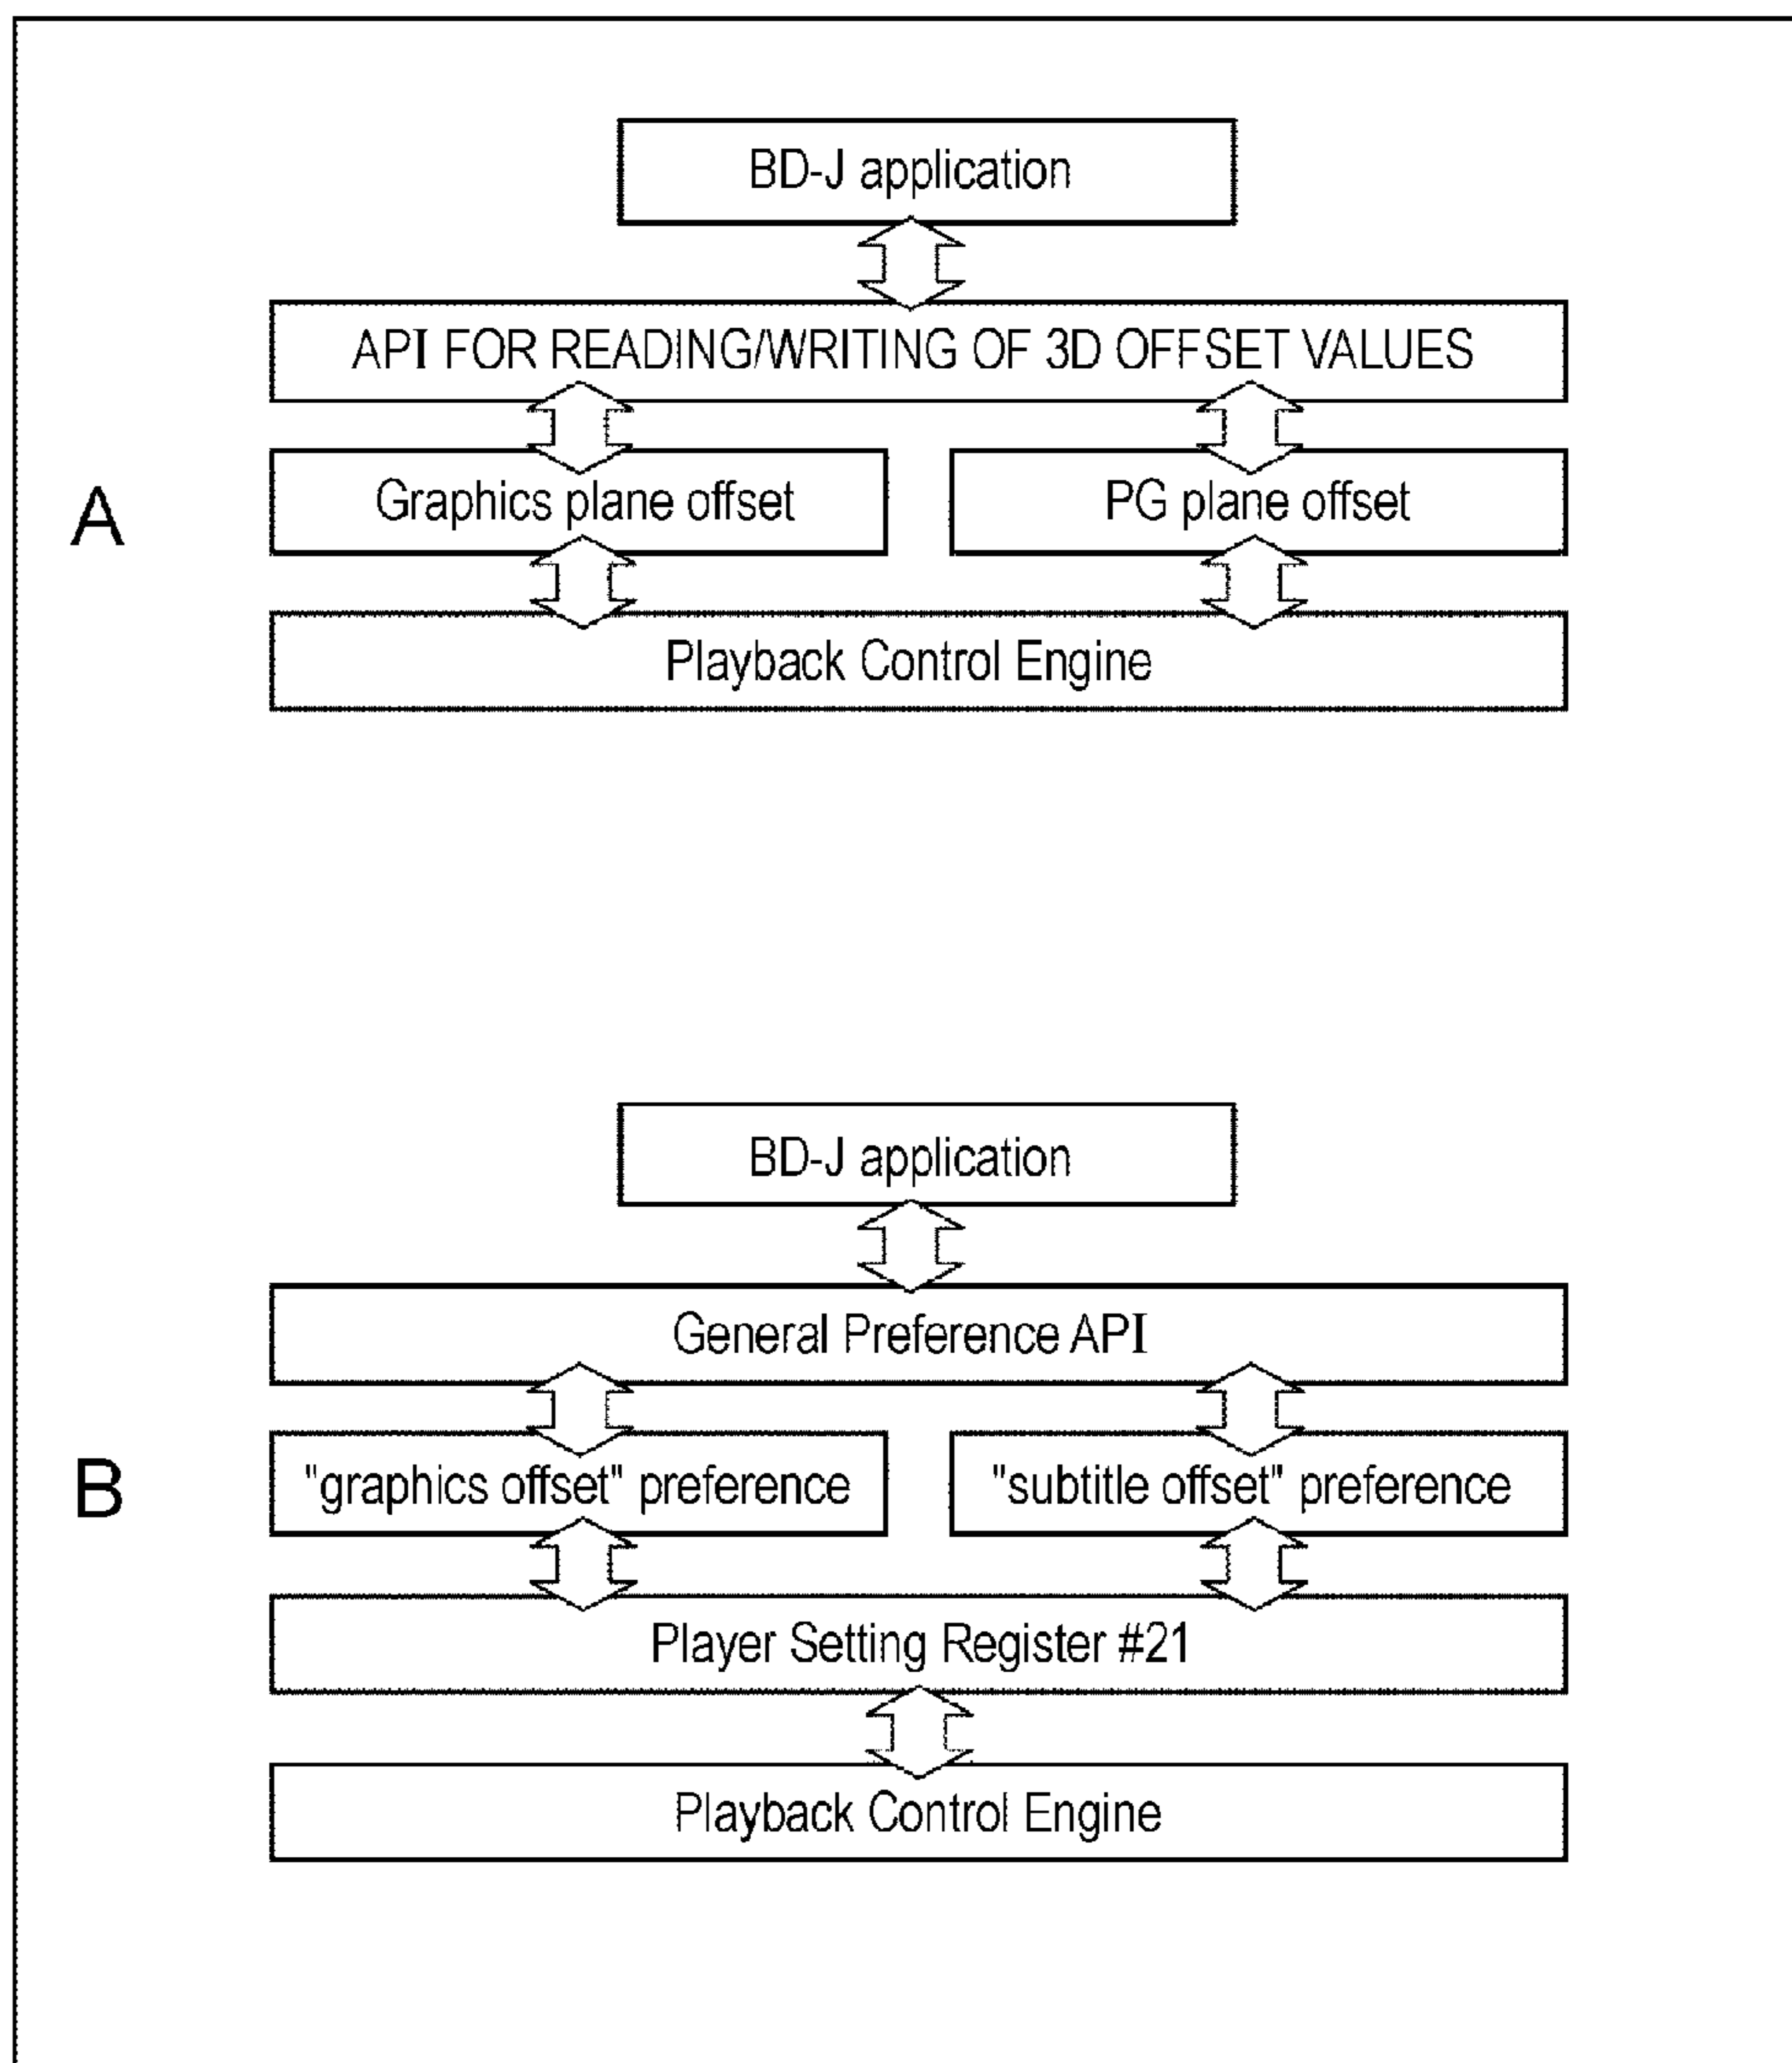 BD-J application
API FOR READING/WRITING OF 3D OFFSET VALUES
A
Graphics plane offset
PG plane offset
Playback Control Engine
BD-J application
General Preference API
B
"graphics offset" preference
"subtitle offset" preference
Player Setting Register #21
Playback Control Engine